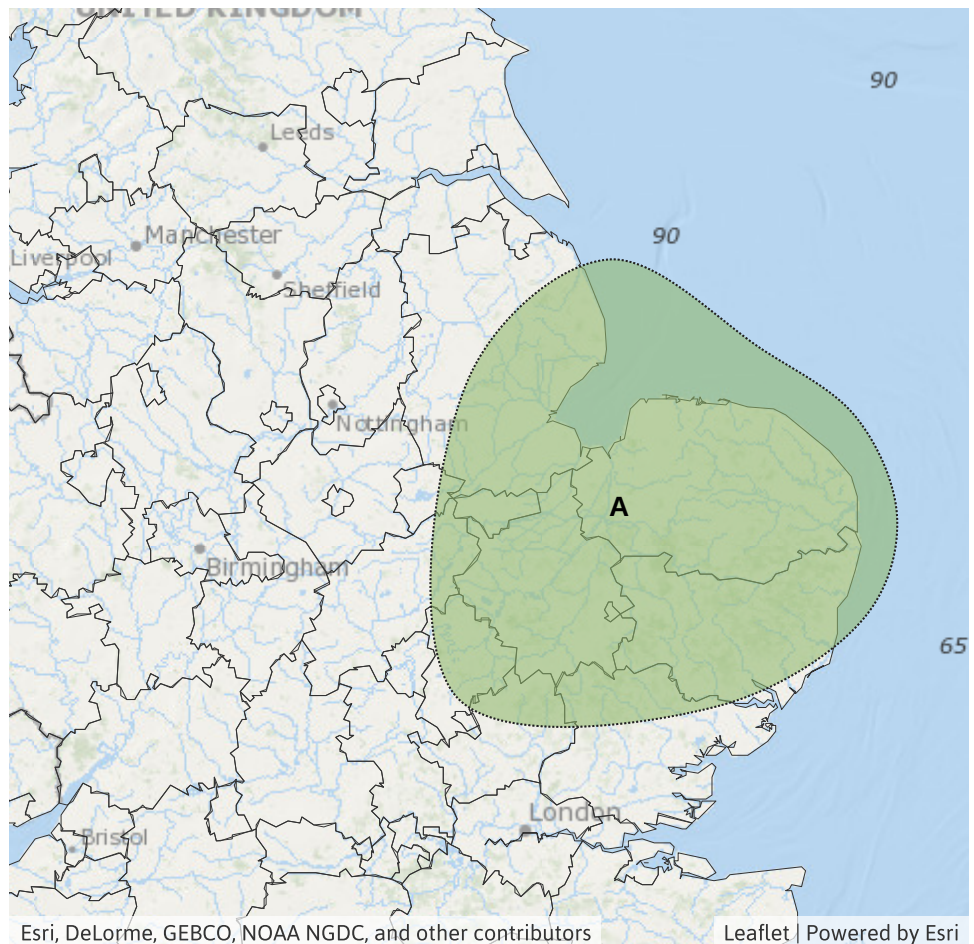 UNITED KINGDOM
90
Leeds
Manchester
90
Liverpool
Sheffield
Nottingham
A
Birmingham
65
London
Bristol
Esri, DeLorme, GEBCO, NOAA NGDC, and other contributors
Leaflet | Powered by Esri